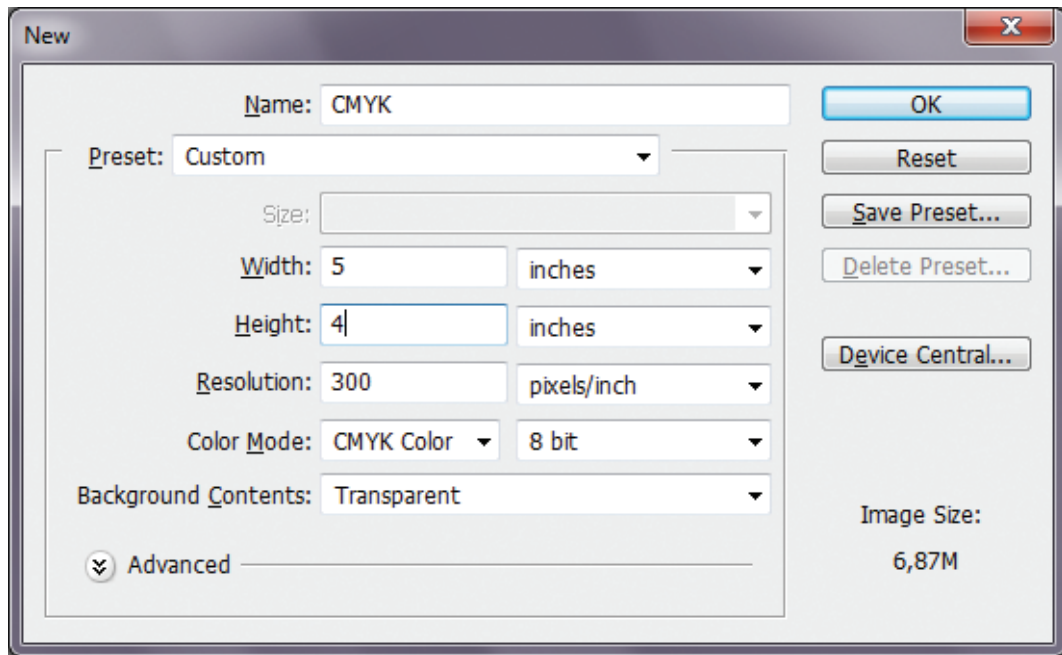 New
Name: CMYK
OK
Preset: Custom
Reset
Size:
Save Preset...
Width: 5 inches
Delete Preset...
Height: 4 inches
Device Central...
Resolution: 300 pixels/inch
Color Mode: CMYK Color 8 bit
Background Contents: Transparent
Image Size:
Advanced
6,87M